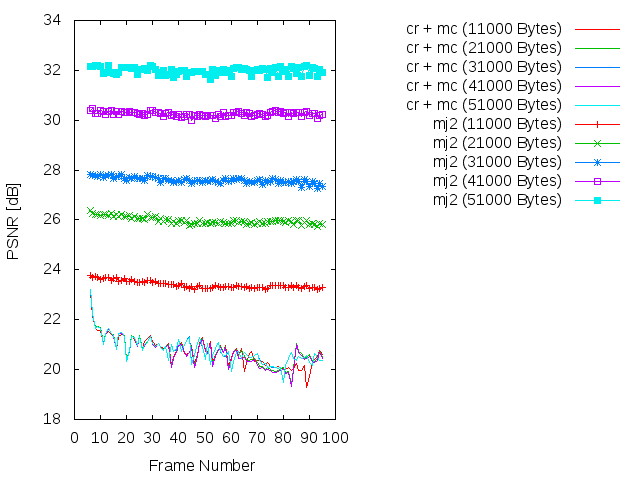 34
32
30
28
26
24
22
20
18
PSNR [dB]
0 10 20 30 40 50 60 70 80 90 100
Frame Number
cr + mc (11000 Bytes)
cr + mc (21000 Bytes)
cr + mc (31000 Bytes)
cr + mc (41000 Bytes)
cr + mc (51000 Bytes)
mj2 (11000 Bytes)
mj2 (21000 Bytes)
mj2 (31000 Bytes)
mj2 (41000 Bytes)
mj2 (51000 Bytes)